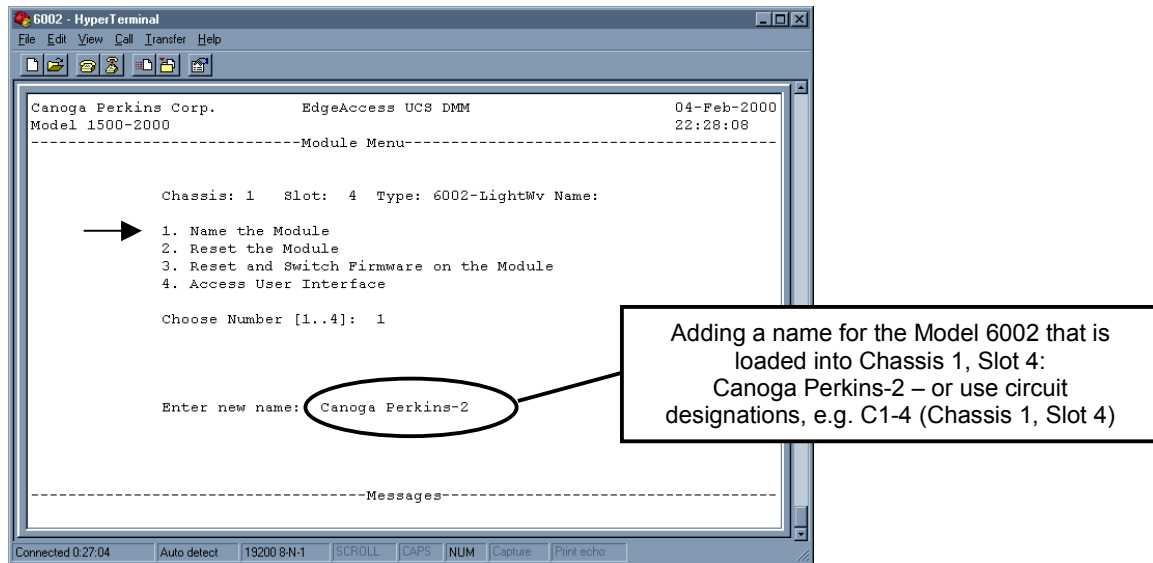 6002 - HyperTerminal
File Edit View Call Transfer Help
Canoga Perkins Corp. EdgeAccess UCS DMM 04-Feb-2000
Model 1500-2000 22:28:08
----------------------------Module Menu---------------------------------------
Chassis: 1 Slot: 4 Type: 6002-LightWv Name:
1. Name the Module
2. Reset the Module
3. Reset and Switch Firmware on the Module
4. Access User Interface
Choose Number [1..4]: 1
Enter new name: Canoga Perkins-2
Adding a name for the Model 6002 that is
loaded into Chassis 1, Slot 4:
Canoga Perkins-2 – or use circuit
designations, e.g. C1-4 (Chassis 1, Slot 4)
-----------------------------------Messages-----------------------------------
Connected 0:27:04 Auto detect 19200 8-N-1 SCROLL CAPS NUM Capture Print echo